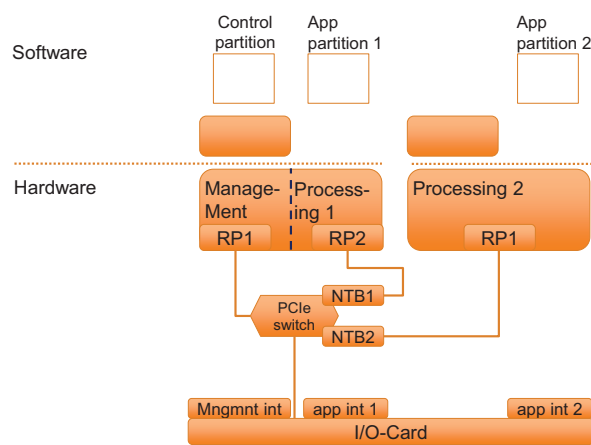 Control
partition
App
partition 1
App
partition 2
Software
Hardware
Manage-
Ment
Process-
ing 1
Processing 2
RP1
RP2
RP1
NTB1
PCIe
switch
NTB2
Mngmnt int
app int 1
app int 2
I/O-Card